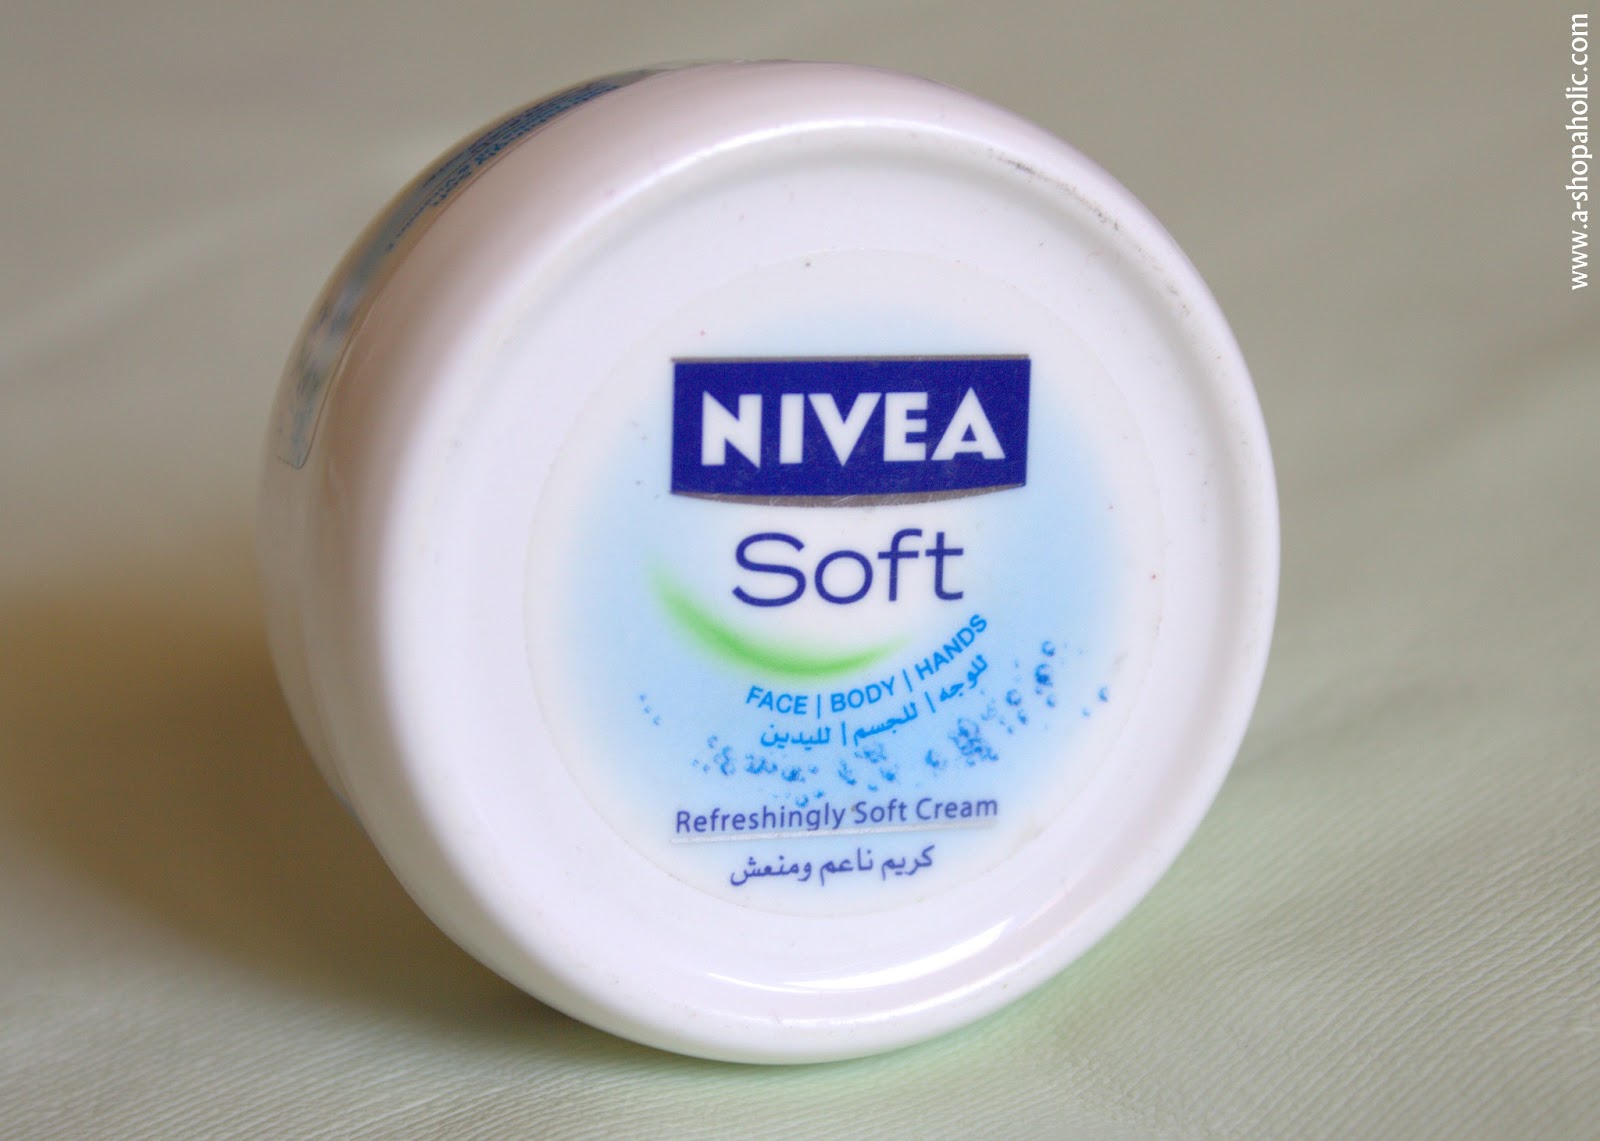 NIVEA
Soft
FACE | BODY | HANDS
للوجه | للجسم | لليدين
Refreshingly Soft Cream
كريم ناعم ومنعش
www.a-shopaholic.com